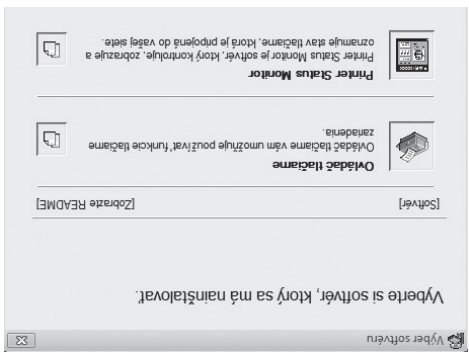 Výber softvéru
Vyberte si softvér, ktorý sa má nainštalovať.
[Softvér] [Zobrazte README]
Ovládač tlačiarne
Ovládač tlačiarne vám umožňuje používať funkcie tlačiarne
zariadenia.
Printer Status Monitor
Printer Status Monitor je softvér, ktorý kontroluje, zobrazuje a
oznamuje stav tlačiarne, ktorá je pripojená do vašej siete.